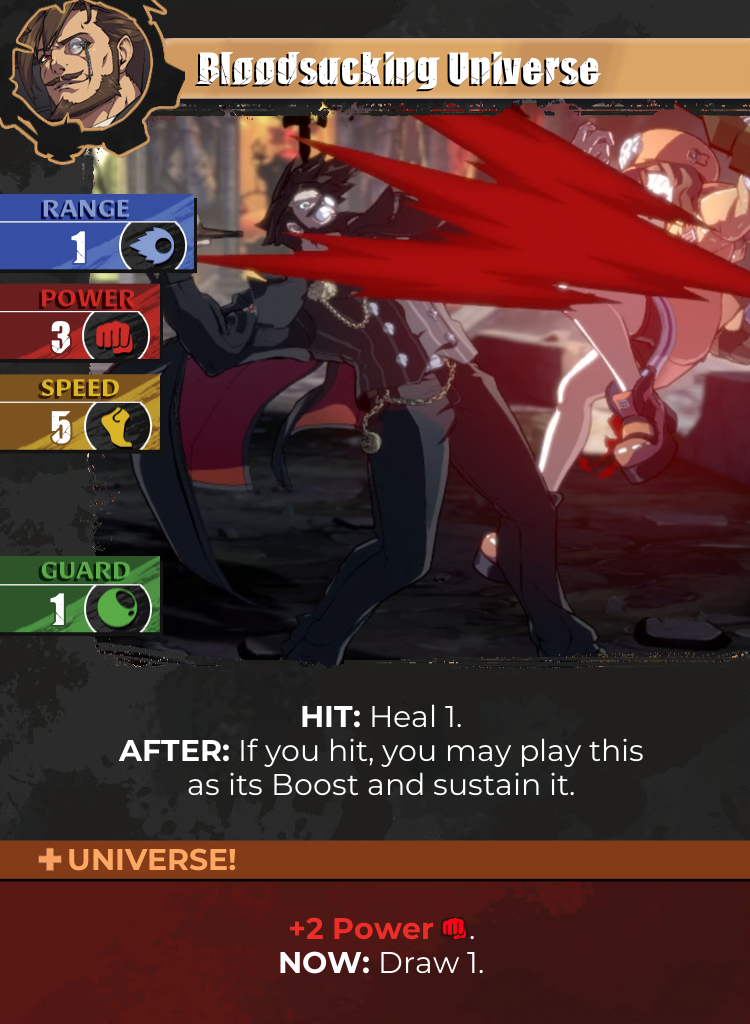 Bloodsucking Universe
RANGE
1
POWER
3
SPEED
5
GUARD
1
HIT: Heal 1.
AFTER: If you hit, you may play this
as its Boost and sustain it.
+ UNIVERSE!
+2 Power .
NOW: Draw 1.